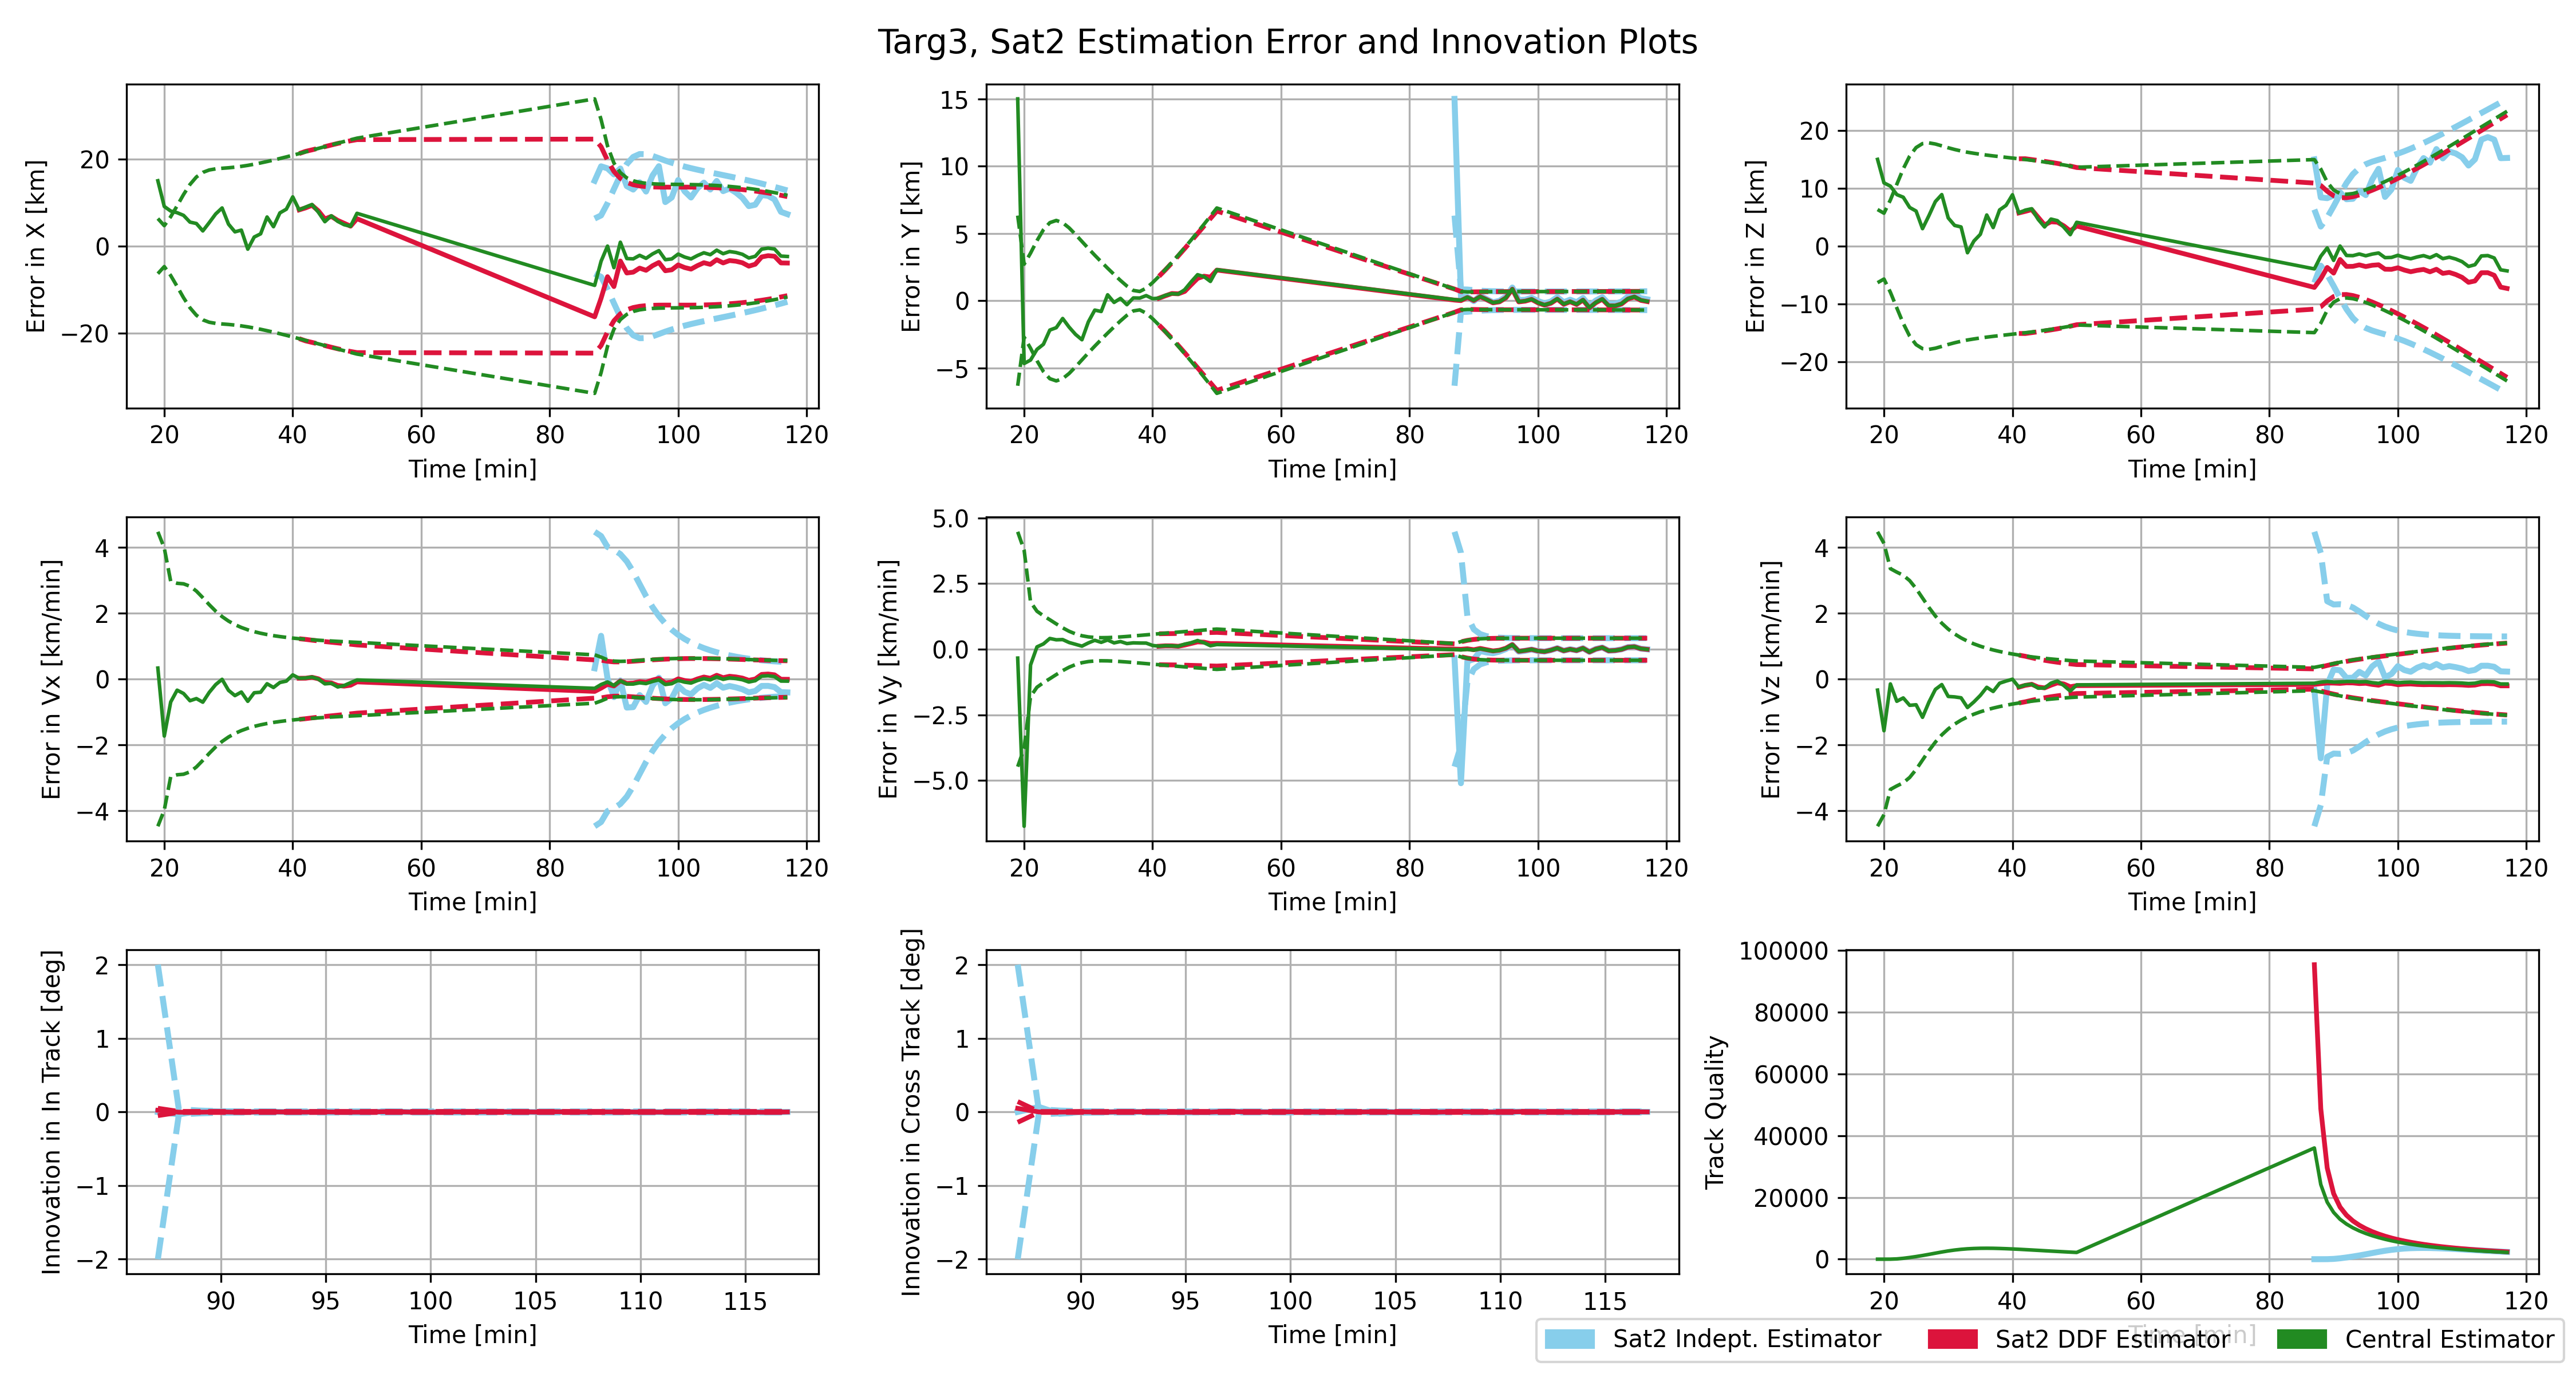 Targ3, Sat2 Estimation Error and Innovation Plots
Error in X [km]
20
0
−20
20 40 60 80 100 120
Time [min]
Error in Y [km]
15
10
5
0
−5
20 40 60 80 100 120
Time [min]
Error in Z [km]
20
10
0
−10
−20
20 40 60 80 100 120
Time [min]
Error in Vx [km/min]
4
2
0
−2
−4
20 40 60 80 100 120
Time [min]
Error in Vy [km/min]
5.0
2.5
0.0
−2.5
−5.0
20 40 60 80 100 120
Time [min]
Error in Vz [km/min]
4
2
0
−2
−4
20 40 60 80 100 120
Time [min]
Innovation in In Track [deg]
2
1
0
−1
−2
90 95 100 105 110 115
Time [min]
Innovation in Cross Track [deg]
2
1
0
−1
−2
90 95 100 105 110 115
Time [min]
Track Quality
100000
80000
60000
40000
20000
0
20 40 60 80 100 120
Time [min]
Sat2 Indept. Estimator
Sat2 DDF Estimator
Central Estimator